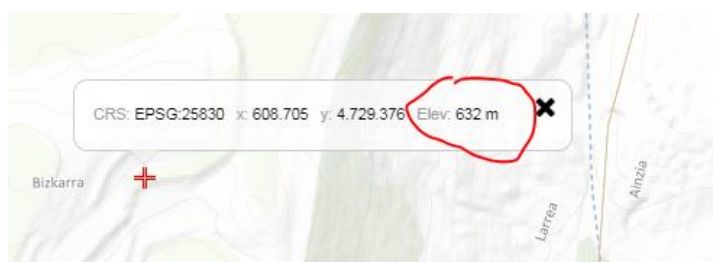 CRS: EPSG:25830 x: 608.705 y: 4.729.376 Elev: 632 m
Bizkarra
Larrea
Ainzia